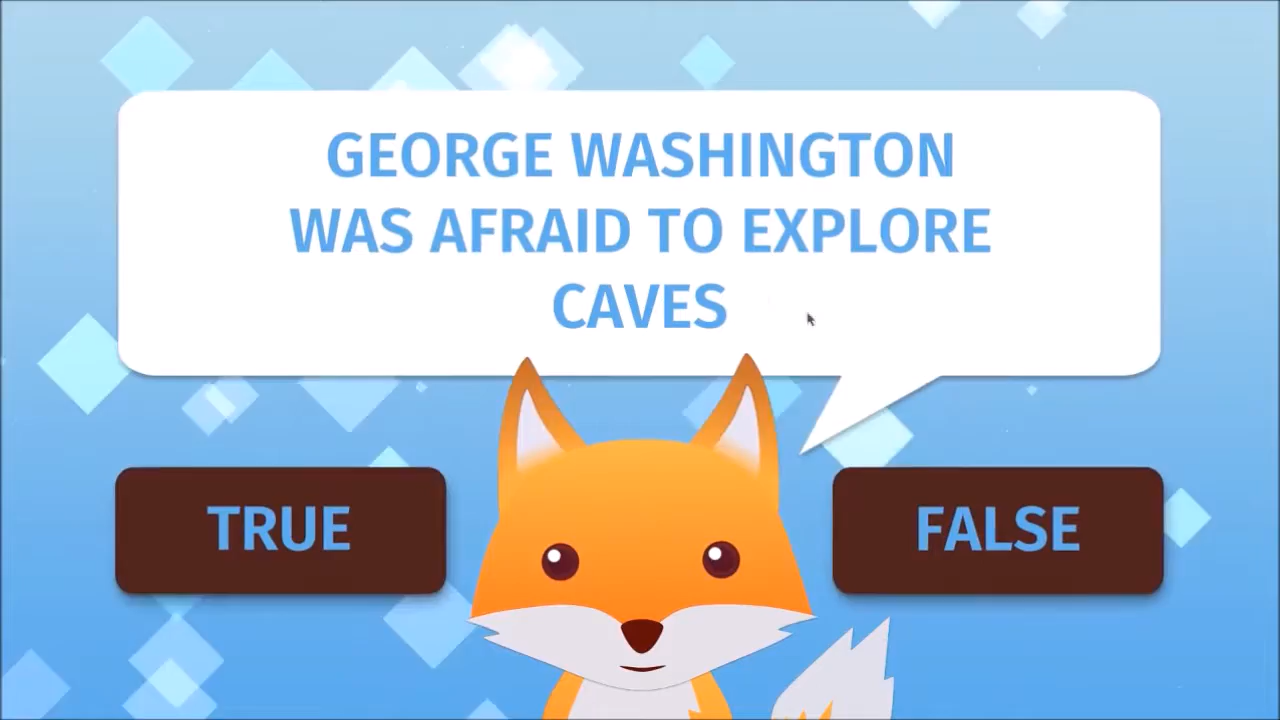 GEORGE WASHINGTON
WAS AFRAID TO EXPLORE
CAVES
TRUE
FALSE